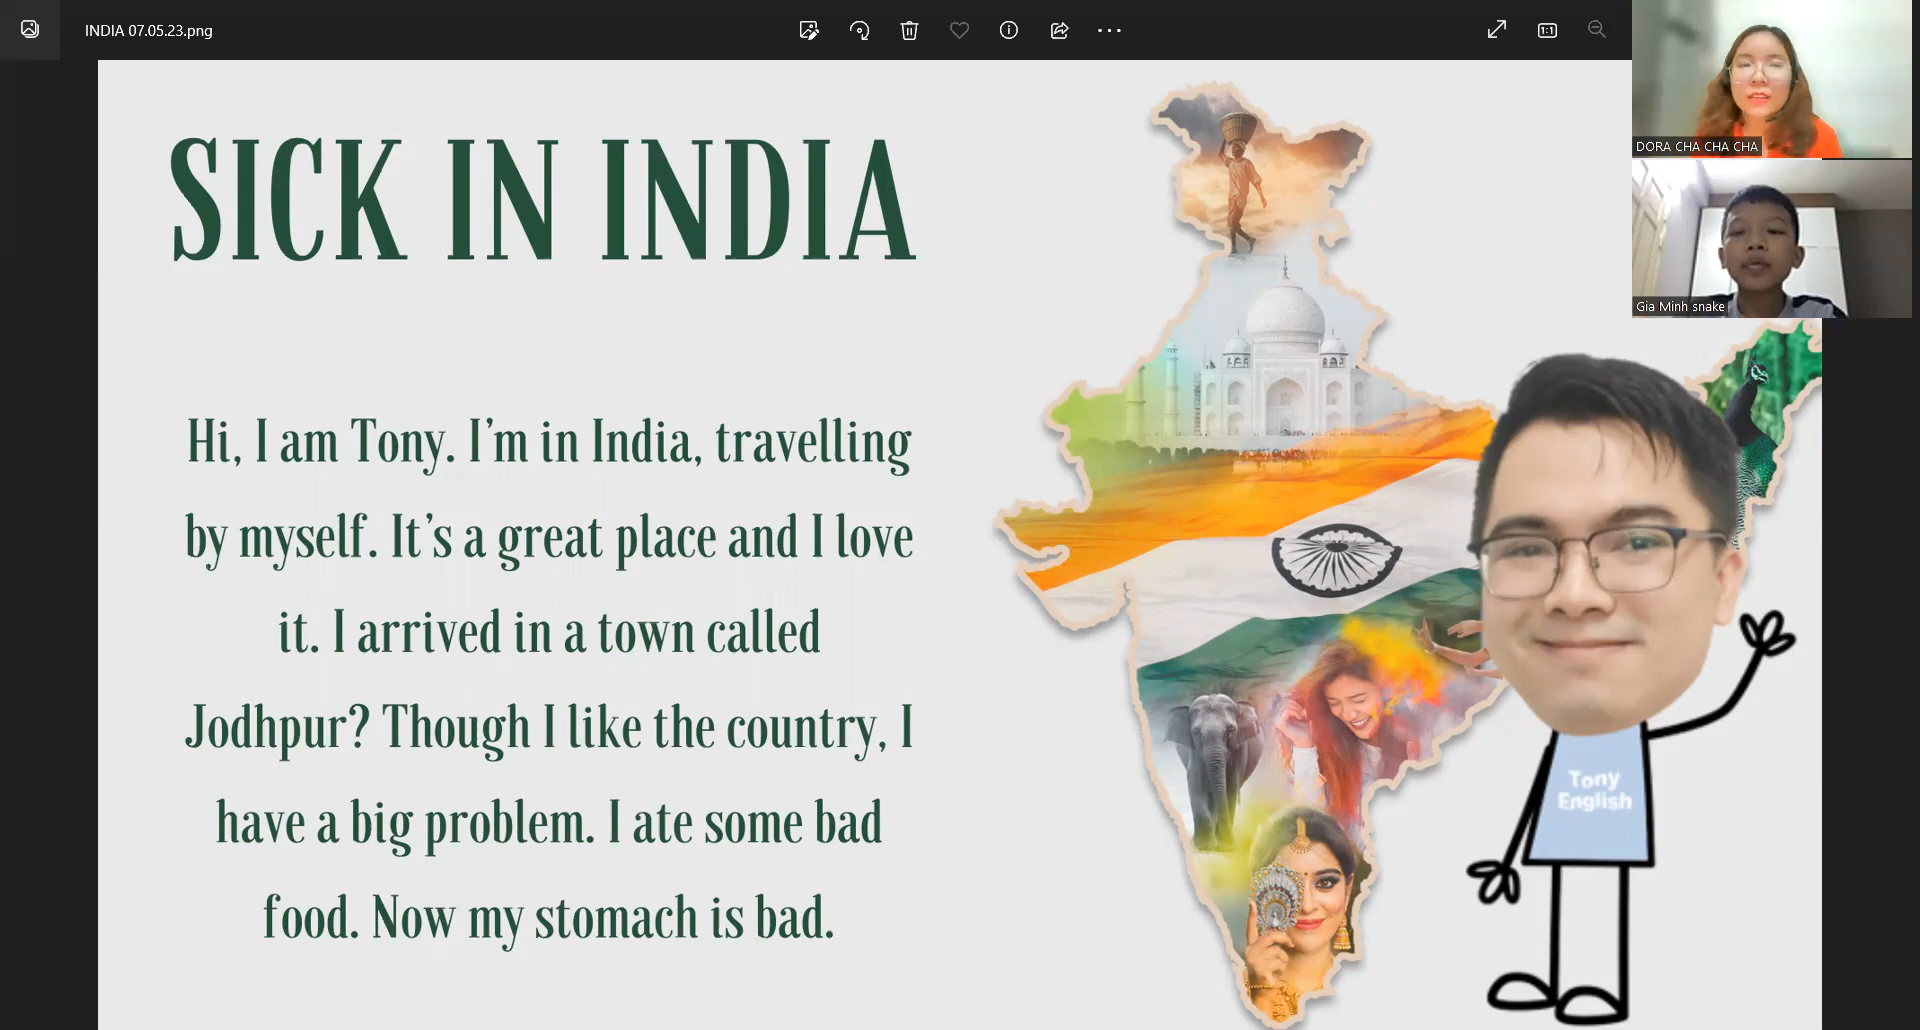 INDIA 07.05.23.png
1:1
DORA CHA CHA CHA
Gia Minh snake
SICK IN INDIA
Hi, I am Tony. I'm in India, travelling
by myself. It's a great place and I love
it. I arrived in a town called
Jodhpur? Though I like the country, I
have a big problem. I ate some bad
food. Now my stomach is bad.
Tony
English